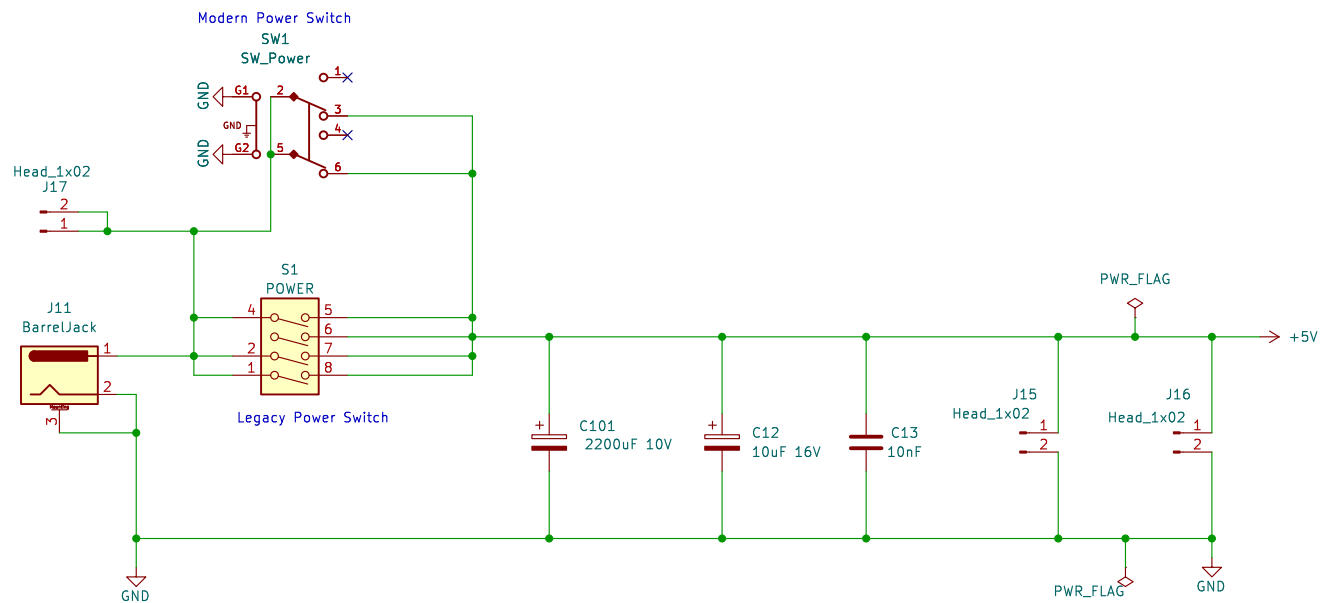 Modern Power Switch
SW1
SW_Power
1
GND
G1
2
3
GND
4
GND
G2
5
6
Head_1x02
J17
2
1
S1
POWER
4
5
6
2
7
1
8
Legacy Power Switch
J11
BarrelJack
1
2
3
PWR_FLAG
+5V
C101
2200uF 10V
C12
10uF 16V
C13
10nF
J15
Head_1x02
1
2
J16
Head_1x02
1
2
GND
PWR_FLAG
GND